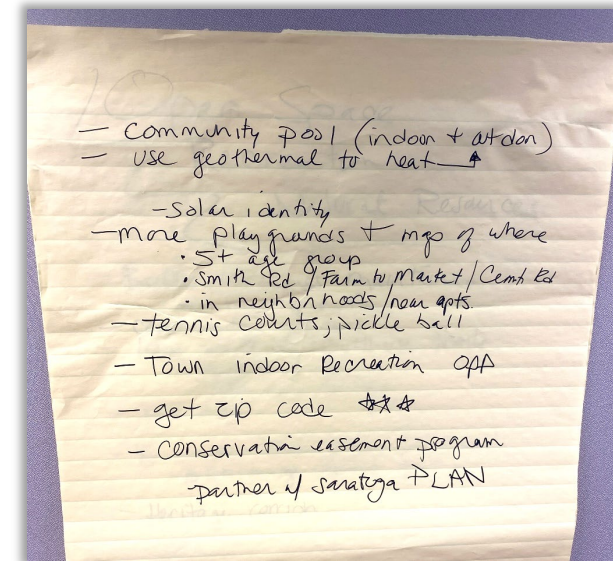 — Community pool (indoor + outdoor)
— use geothermal to heat
- Solar identity
— more playgrounds + map of where
• 5+ age group
• Smith Rd / Farm to Market / Cemt Rd
• in neighborhoods / near apts.
— tennis courts; pickle ball
— Town indoor Recreation opp
— get zip code ☆☆☆
— Conservation easement program
- partner w/ Saratoga PLAN